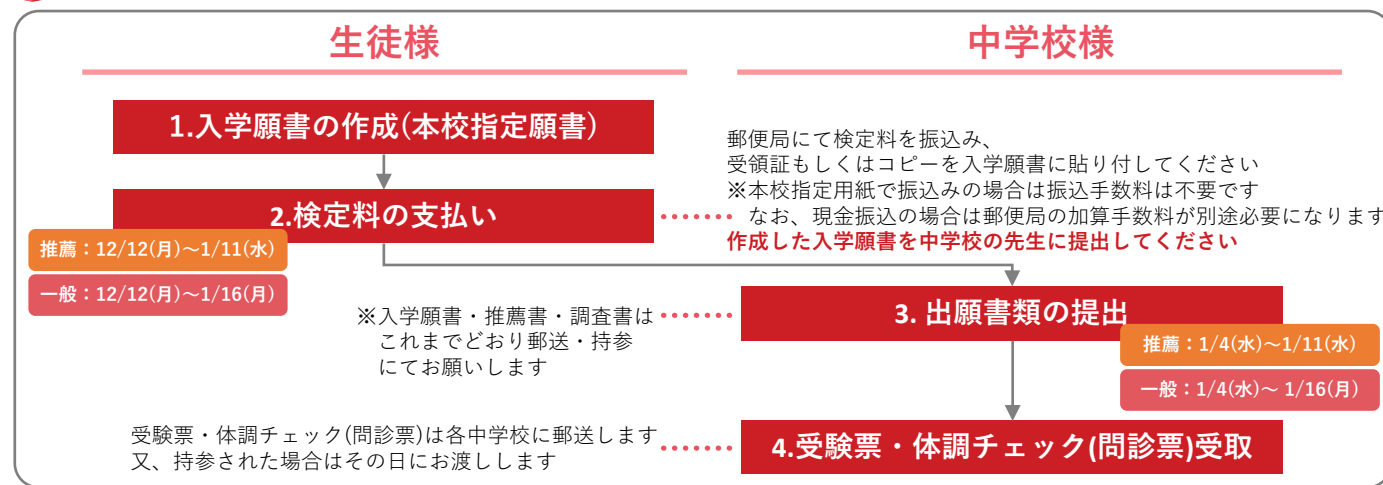 生徒様
中学校様
1.入学願書の作成(本校指定願書)
郵便局にて検定料を振込み、
受領証もしくはコピーを入学願書に貼り付してください
※本校指定用紙で振込みの場合は振込手数料は不要です
なお、現金振込の場合は郵便局の加算手数料が別途必要になります
作成した入学願書を中学校の先生に提出してください
2.検定料の支払い
推薦：12/12(月)～1/11(水)
一般：12/12(月)～1/16(月)
3. 出願書類の提出
※入学願書・推薦書・調査書は
これまでどおり郵送・持参
にてお願いします
推薦：1/4(水)～1/11(水)
一般：1/4(水)～ 1/16(月)
受験票・体調チェック(問診票)は各中学校に郵送します
又、持参された場合はその日にお渡しします
4.受験票・体調チェック(問診票)受取